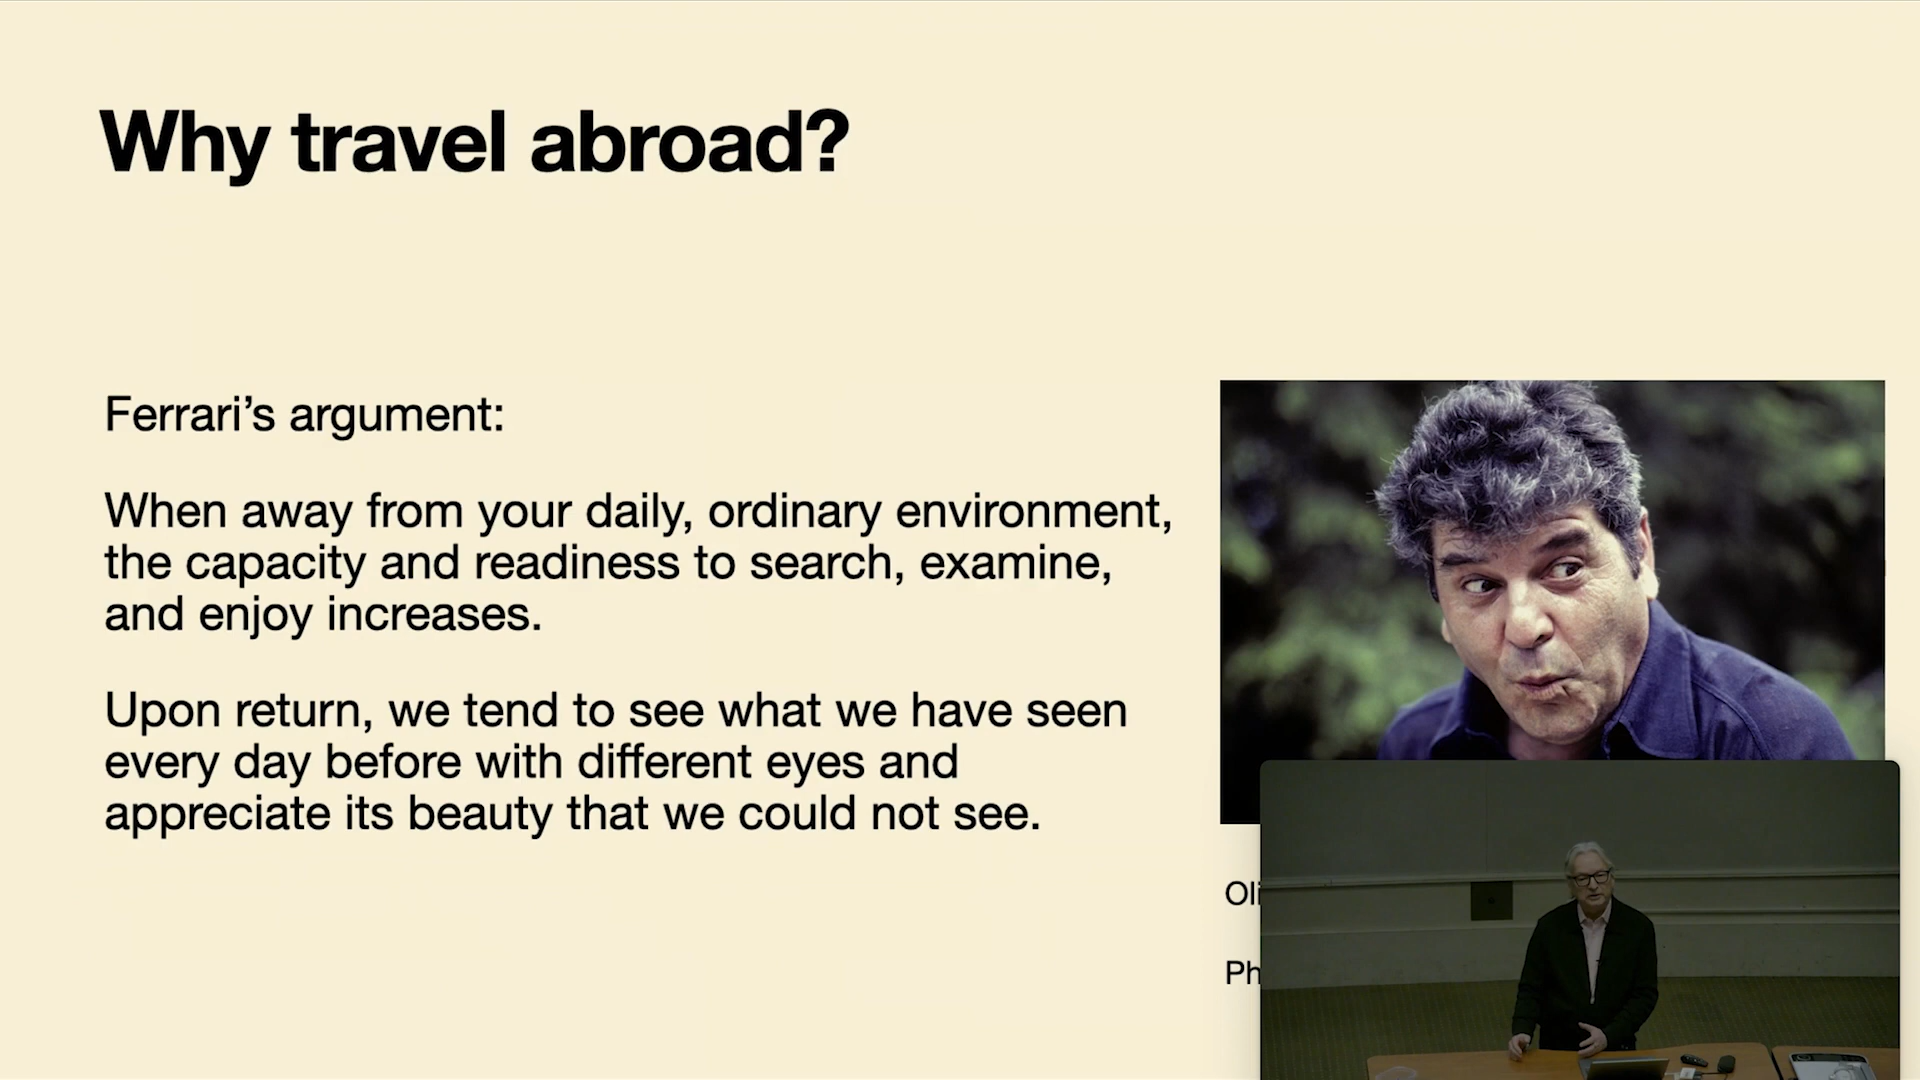 Why travel abroad?
Ferrari’s argument:
When away from your daily, ordinary environment,
the capacity and readiness to search, examine,
and enjoy increases.
Upon return, we tend to see what we have seen
every day before with different eyes and
appreciate its beauty that we could not see.